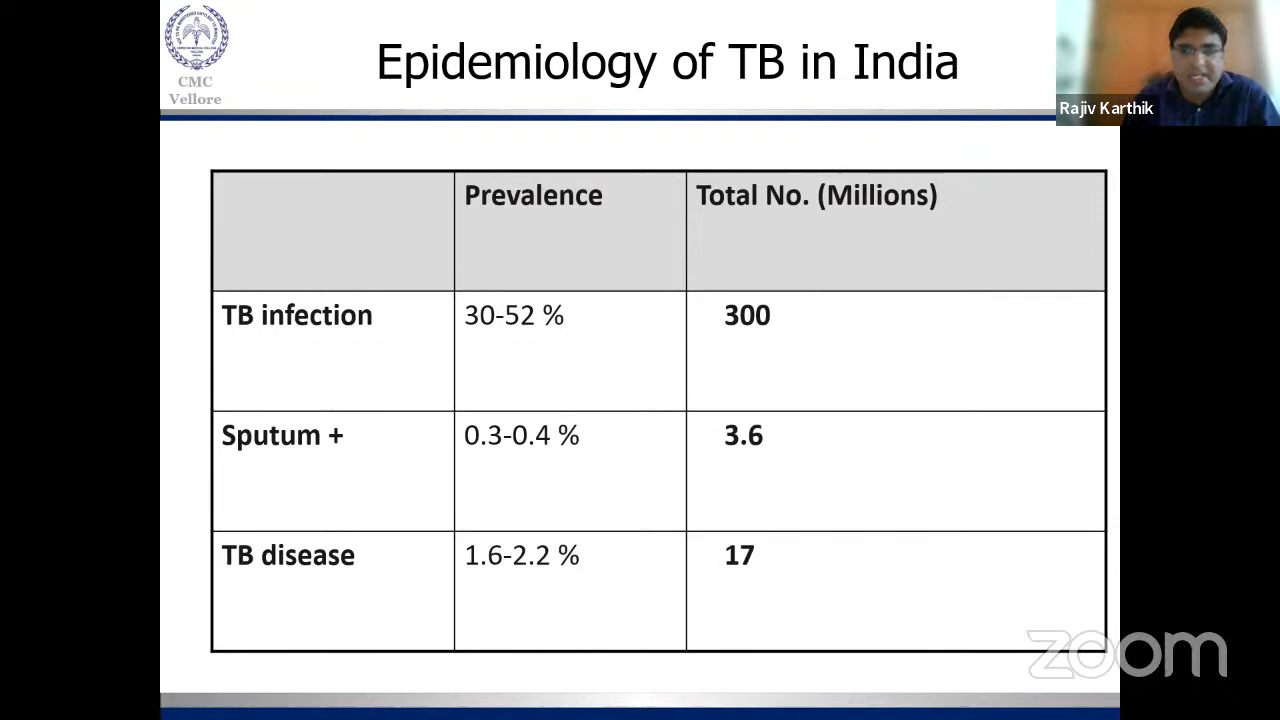 Epidemiology of TB in India
CMC
Vellore
Rajiv Karthik
Prevalence
Total No. (Millions)
TB infection
30-52 %
300
Sputum +
0.3-0.4 %
3.6
TB disease
1.6-2.2 %
17
zoom